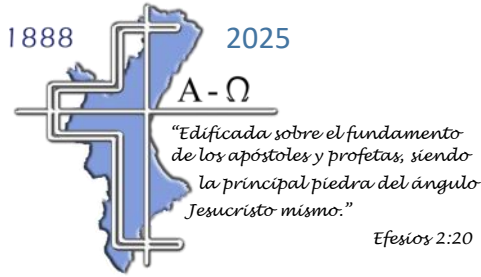 1888
2025
A - Ω
“Edificada sobre el fundamento
de los apóstoles y profetas, siendo
la principal piedra del ángulo
Jesucristo mismo.”
Efesios 2:20